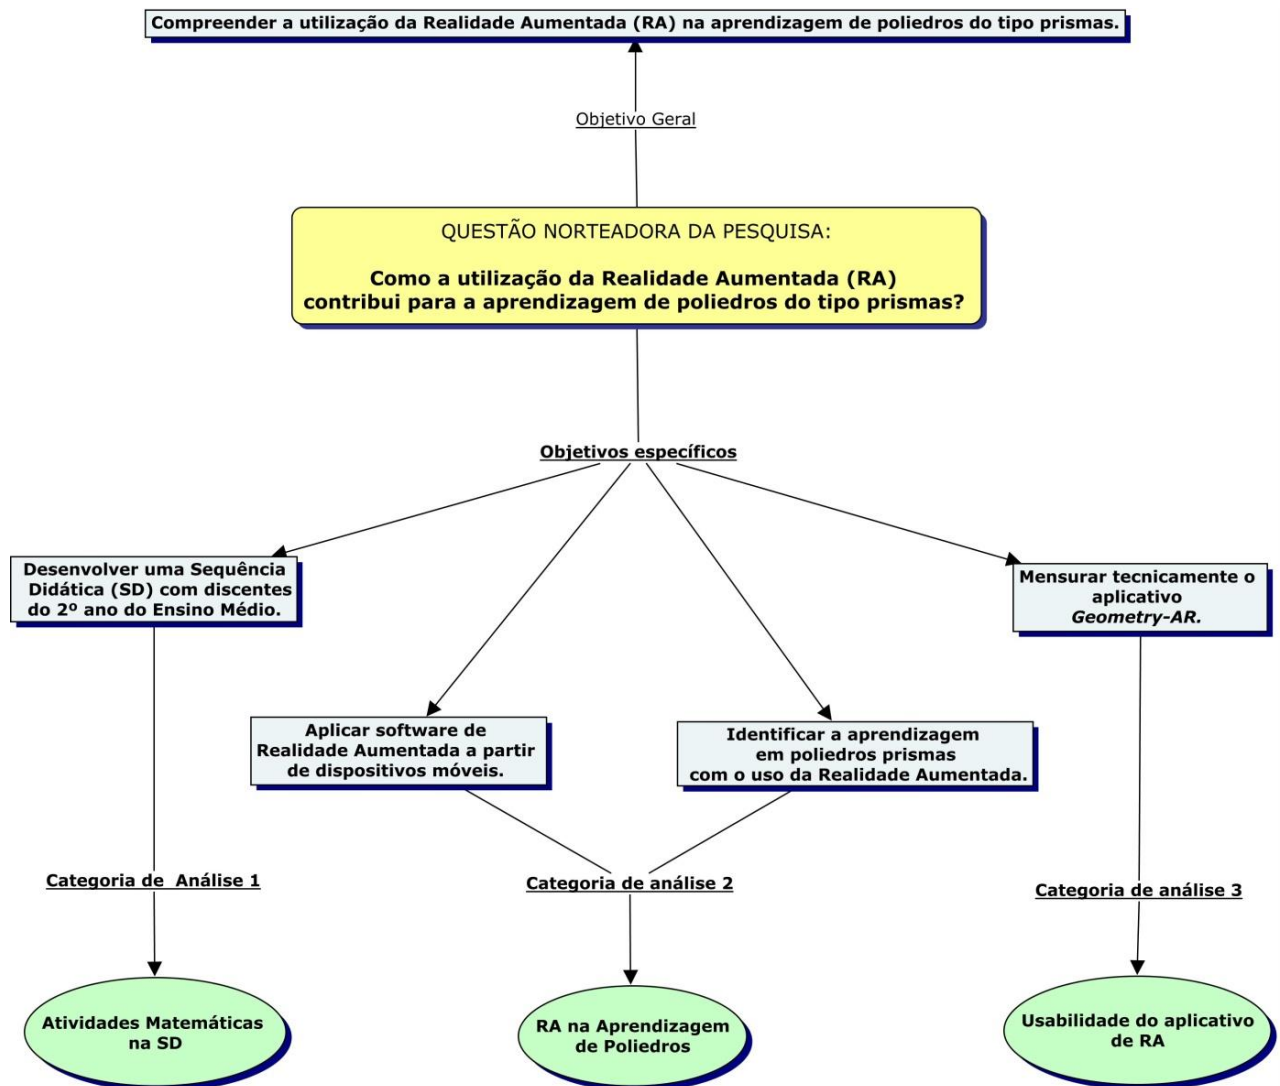 Compreender a utilização da Realidade Aumentada (RA) na aprendizagem de poliedros do tipo prismas.
Objetivo Geral
QUESTÃO NORTEADORA DA PESQUISA:
Como a utilização da Realidade Aumentada (RA)
contribui para a aprendizagem de poliedros do tipo prismas?
Objetivos específicos
Desenvolver uma Sequência
Didática (SD) com discentes
do 2º ano do Ensino Médio.
Mensurar tecnicamente o
aplicativo
Geometry-AR.
Aplicar software de
Realidade Aumentada a partir
de dispositivos móveis.
Identificar a aprendizagem
em poliedros prismas
com o uso da Realidade Aumentada.
Categoria de Análise 1
Categoria de análise 2
Categoria de análise 3
Atividades Matemáticas
na SD
RA na Aprendizagem
de Poliedros
Usabilidade do aplicativo
de RA